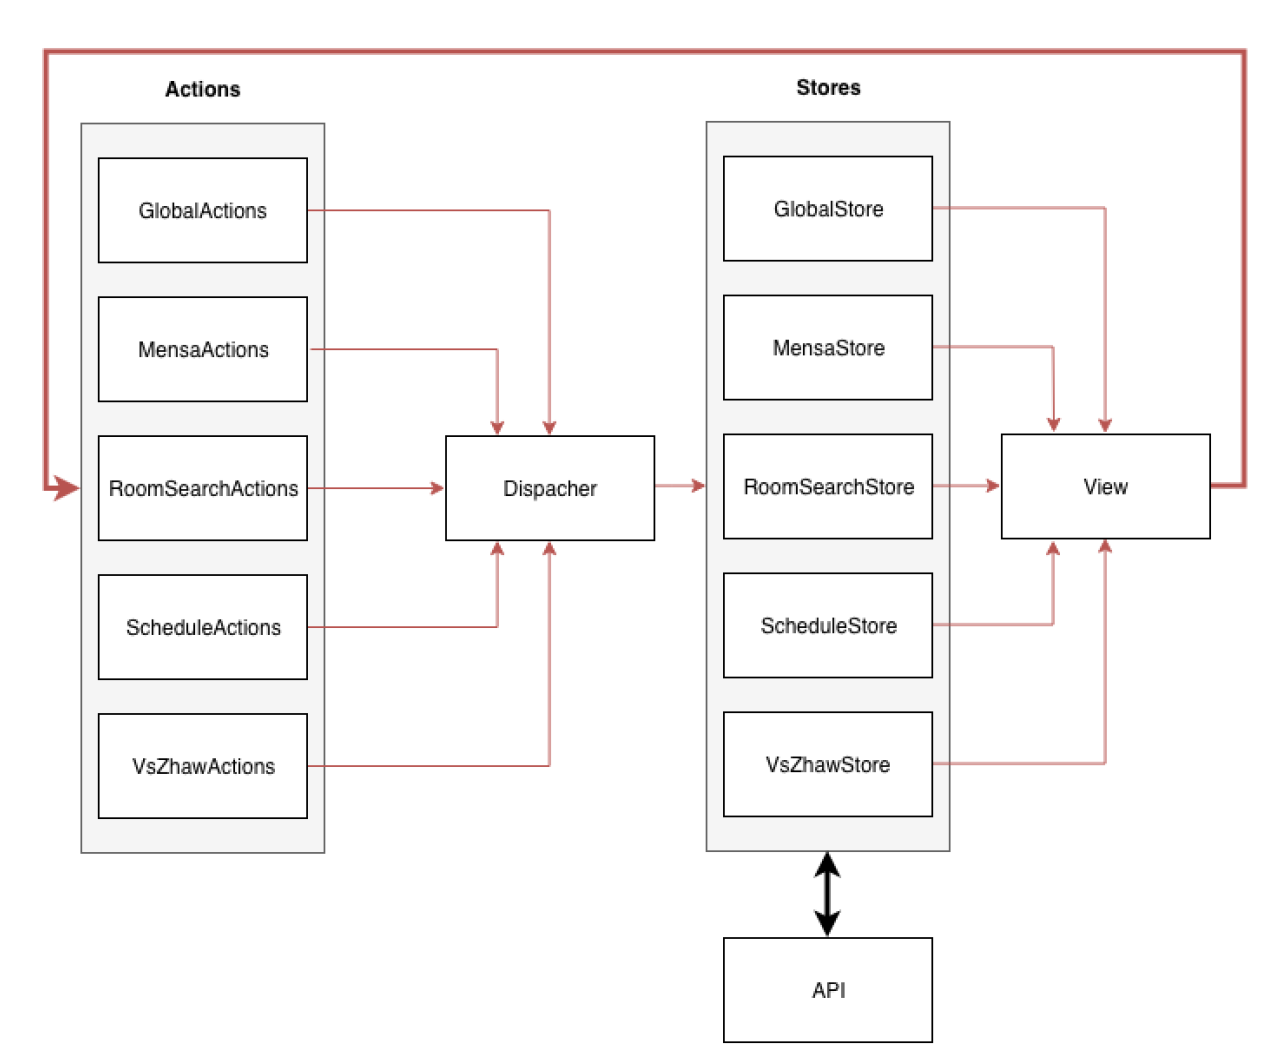 Actions
GlobalActions
MensaActions
RoomSearchActions
ScheduleActions
VsZhawActions
Dispacher
Stores
GlobalStore
MensaStore
RoomSearchStore
ScheduleStore
VsZhawStore
View
API